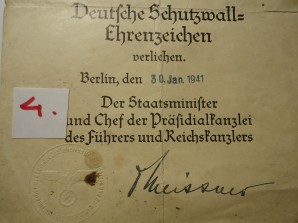 Deutsche Schutzwall=
Ehrenzeichen
verliehen.
Berlin, den 30. Jan. 1941
4.
Der Staatsminister
und Chef der Präsidialkanzlei
des Führers und Reichskanzlers
Meissner